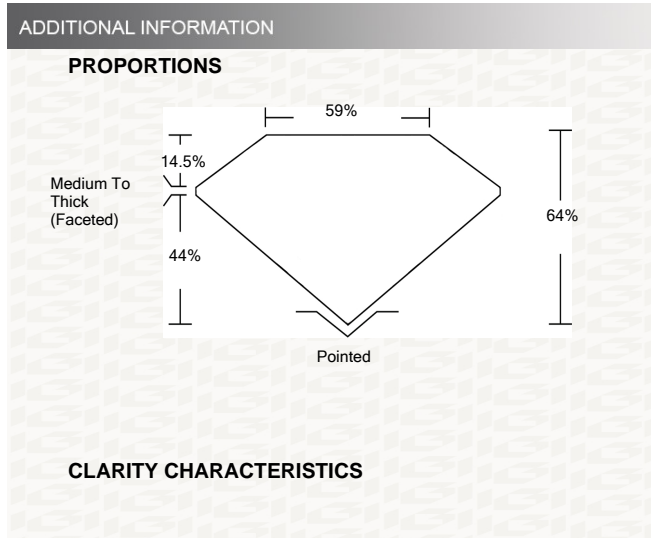 ADDITIONAL INFORMATION
PROPORTIONS
59%
14.5%
Medium To
Thick
(Faceted)
64%
44%
Pointed
CLARITY CHARACTERISTICS